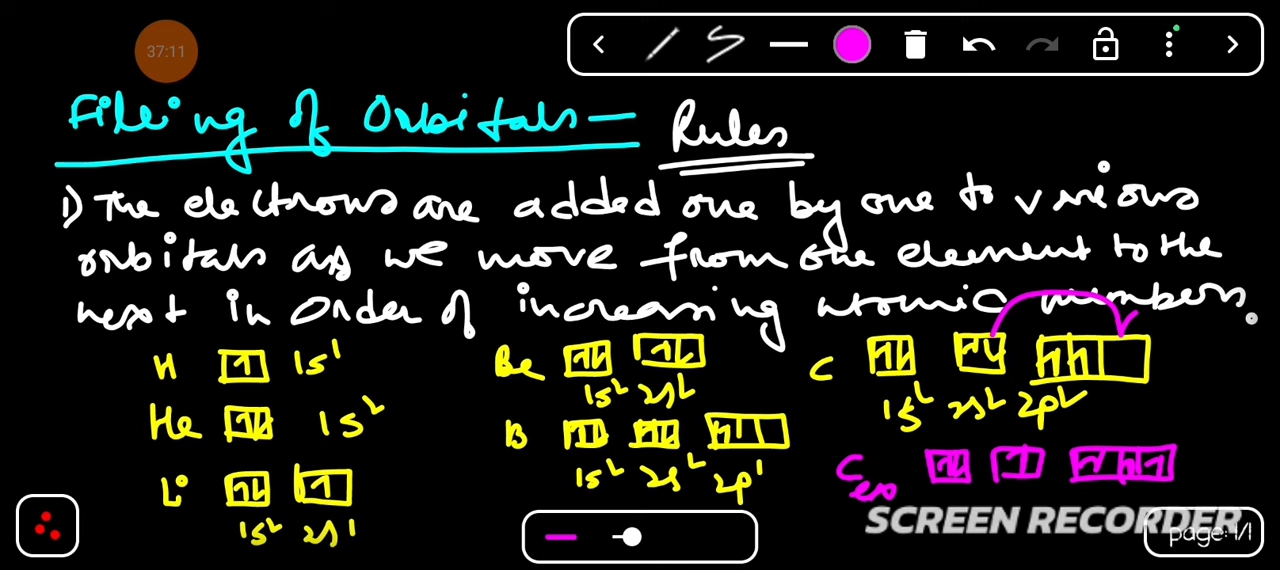 37:11
Filling of Orbitals — Rules
1) The electrons are added one by one to various
orbitals as we move from one element to the
next in order of increasing atomic numbers.
H 1s¹
He 1s²
Li
1s² 2s¹
Be
1s² 2s²
B
1s² 2s² 2p¹
C
1s² 2s² 2p²
C
SCREEN RECORDER
page: 1/1